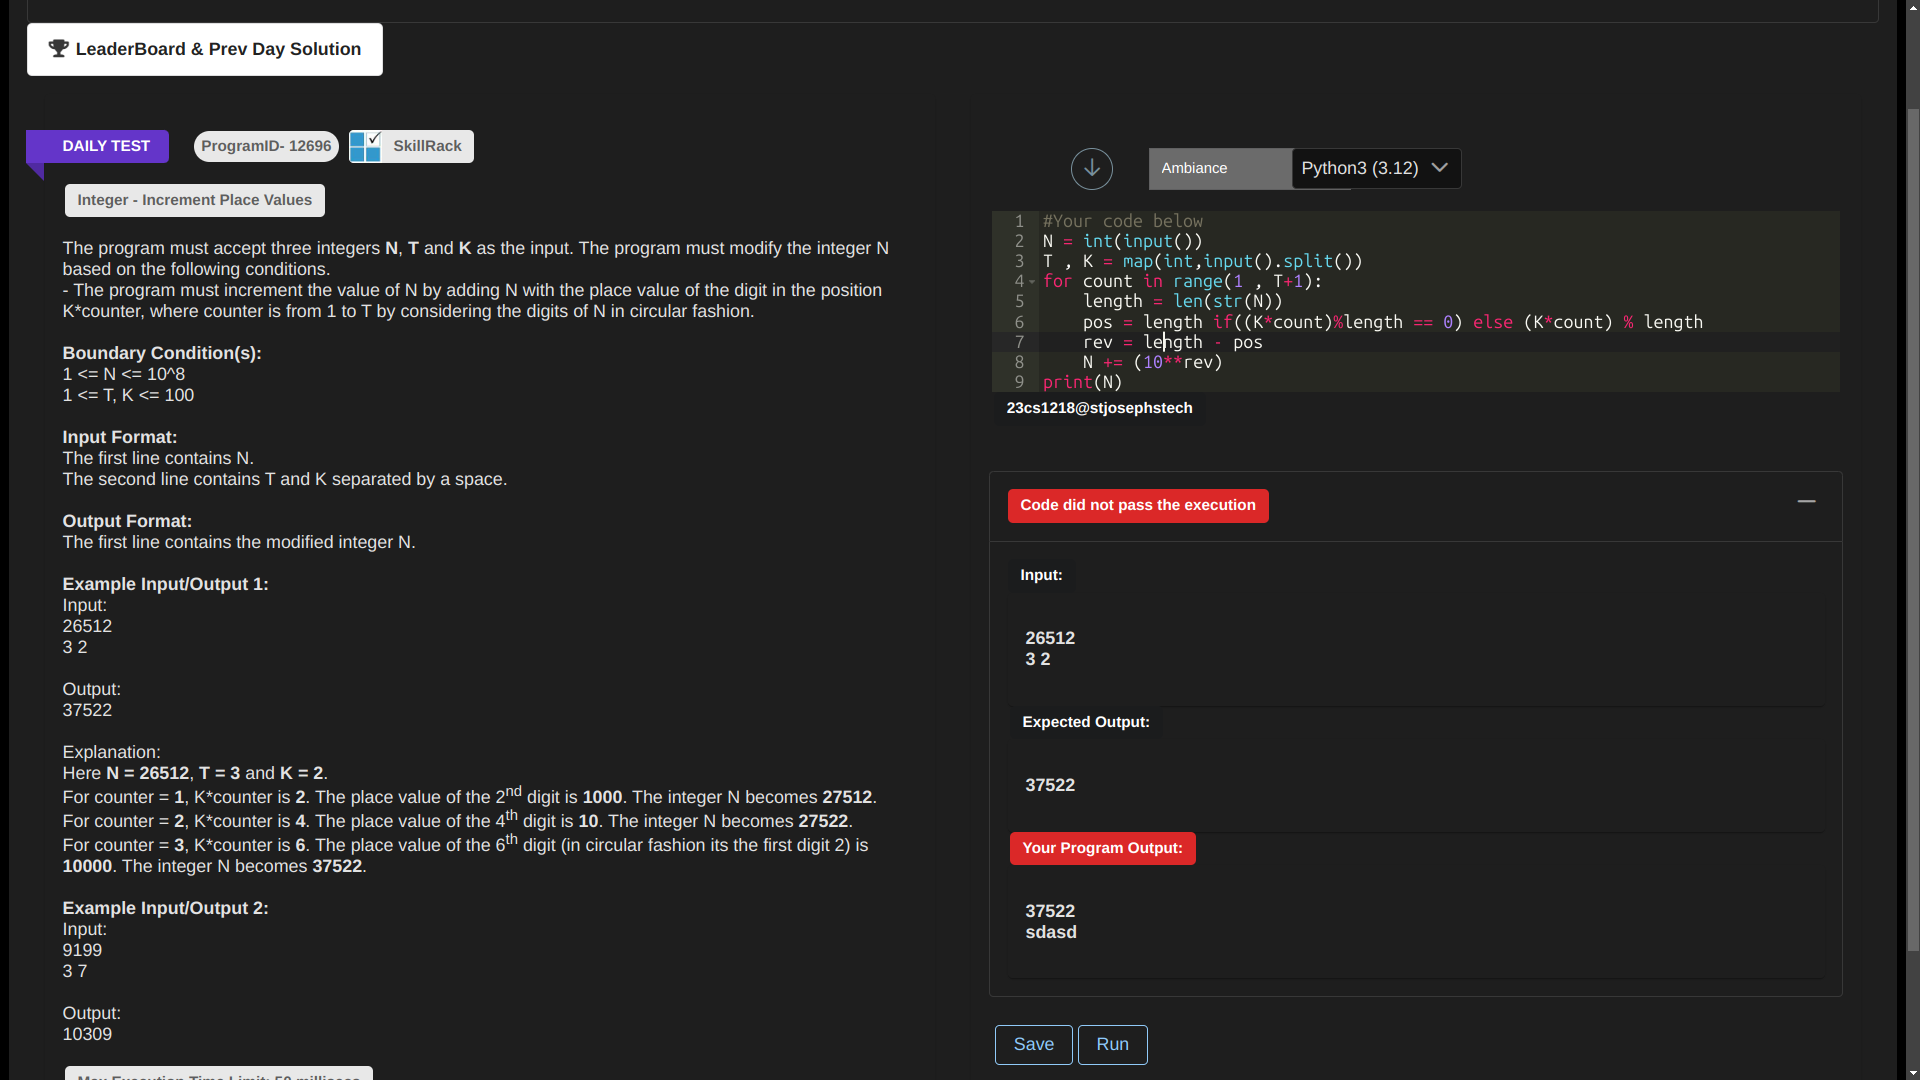 LeaderBoard & Prev Day Solution
DAILY TEST
ProgramID- 12696
SkillRack
Integer - Increment Place Values
The program must accept three integers N, T and K as the input. The program must modify the integer N
based on the following conditions.
- The program must increment the value of N by adding N with the place value of the digit in the position
K*counter, where counter is from 1 to T by considering the digits of N in circular fashion.
Boundary Condition(s):
1 <= N <= 10^8
1 <= T, K <= 100
Input Format:
The first line contains N.
The second line contains T and K separated by a space.
Output Format:
The first line contains the modified integer N.
Example Input/Output 1:
Input:
26512
3 2
Output:
37522
Explanation:
Here N = 26512, T = 3 and K = 2.
For counter = 1, K*counter is 2. The place value of the 2nd digit is 1000. The integer N becomes 27512.
For counter = 2, K*counter is 4. The place value of the 4th digit is 10. The integer N becomes 27522.
For counter = 3, K*counter is 6. The place value of the 6th digit (in circular fashion its the first digit 2) is
10000. The integer N becomes 37522.
Example Input/Output 2:
Input:
9199
3 7
Output:
10309
Max Execution Time Limit: 50 millisecs
Ambiance
Python3 (3.12)
1 #Your code below
2 N = int(input())
3 T , K = map(int,input().split())
4 for count in range(1 , T+1):
5     length = len(str(N))
6     pos = length if((K*count)%length == 0) else (K*count) % length
7     rev = length - pos
8     N += (10**rev)
9 print(N)
23cs1218@stjosephstech
Code did not pass the execution
Input:
26512
3 2
Expected Output:
37522
Your Program Output:
37522
sdasd
Save
Run